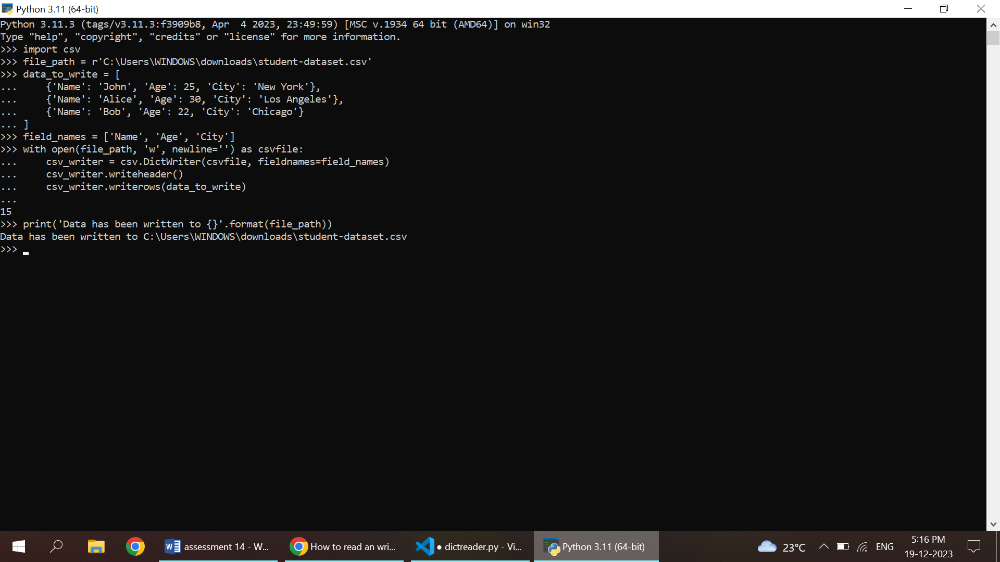 Python 3.11 (64-bit)
Python 3.11.3 (tags/v3.11.3:f3909b8, Apr  4 2023, 23:49:59) [MSC v.1934 64 bit (AMD64)] on win32
Type "help", "copyright", "credits" or "license" for more information.
>>> import csv
>>> file_path = r'C:\Users\WINDOWS\downloads\student-dataset.csv'
>>> data_to_write = [
...     {'Name': 'John', 'Age': 25, 'City': 'New York'},
...     {'Name': 'Alice', 'Age': 30, 'City': 'Los Angeles'},
...     {'Name': 'Bob', 'Age': 22, 'City': 'Chicago'}
... ]
>>> field_names = ['Name', 'Age', 'City']
>>> with open(file_path, 'w', newline='') as csvfile:
...     csv_writer = csv.DictWriter(csvfile, fieldnames=field_names)
...     csv_writer.writeheader()
...     csv_writer.writerows(data_to_write)
...
15
>>> print('Data has been written to {}'.format(file_path))
Data has been written to C:\Users\WINDOWS\downloads\student-dataset.csv
>>>
assessment 14 - W... How to read an wri... ● dictreader.py - Vi... Python 3.11 (64-bit) 23°C ENG 5:16 PM
19-12-2023